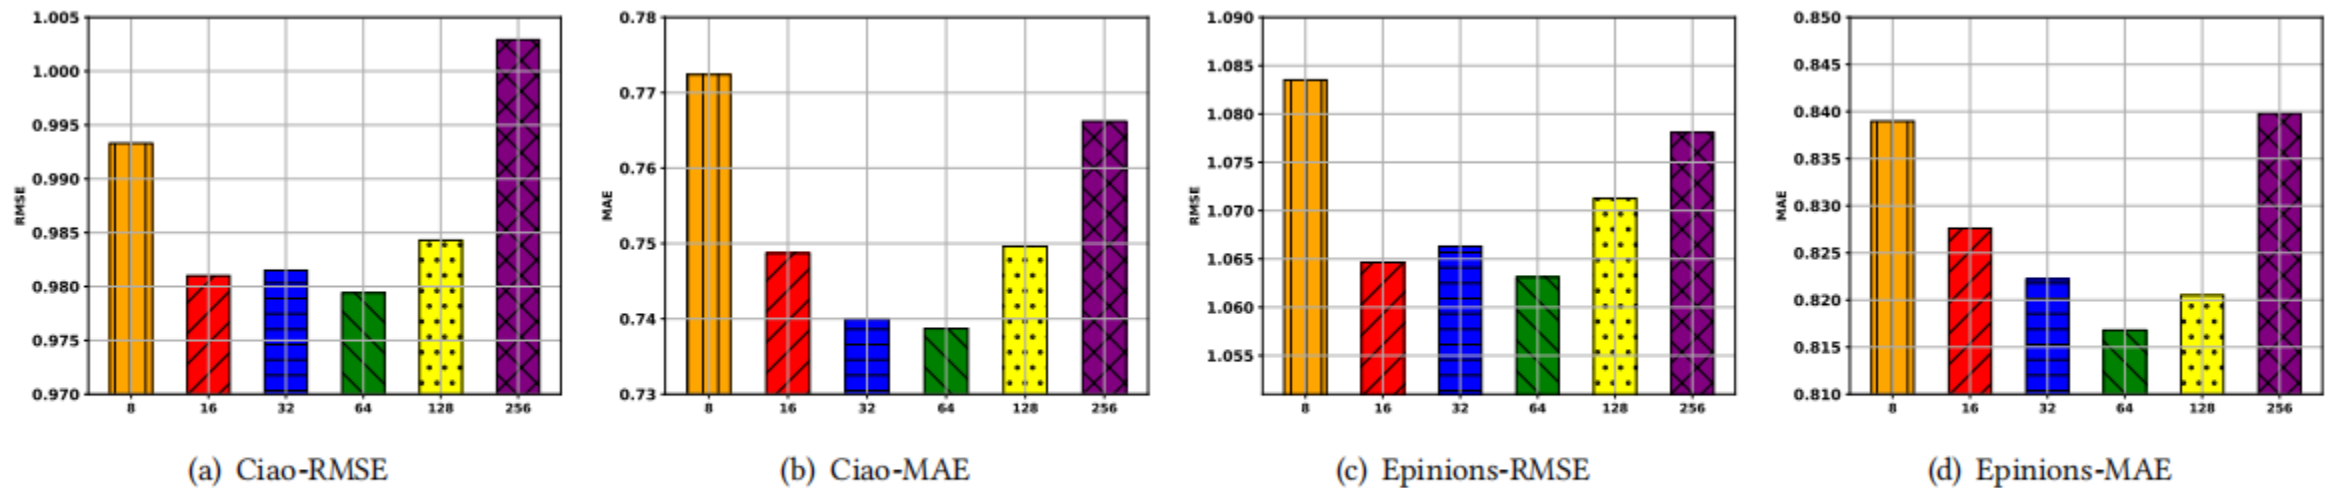 1.005
1.000
0.995
0.990
0.985
0.980
0.975
0.970
RMSE
8 16 32 64 128 256
(a) Ciao-RMSE
0.78
0.77
0.76
0.75
0.74
0.73
MAE
8 16 32 64 128 256
(b) Ciao-MAE
1.090
1.085
1.080
1.075
1.070
1.065
1.060
1.055
RMSE
8 16 32 64 128 256
(c) Epinions-RMSE
0.850
0.845
0.840
0.835
0.830
0.825
0.820
0.815
0.810
MAE
8 16 32 64 128 256
(d) Epinions-MAE